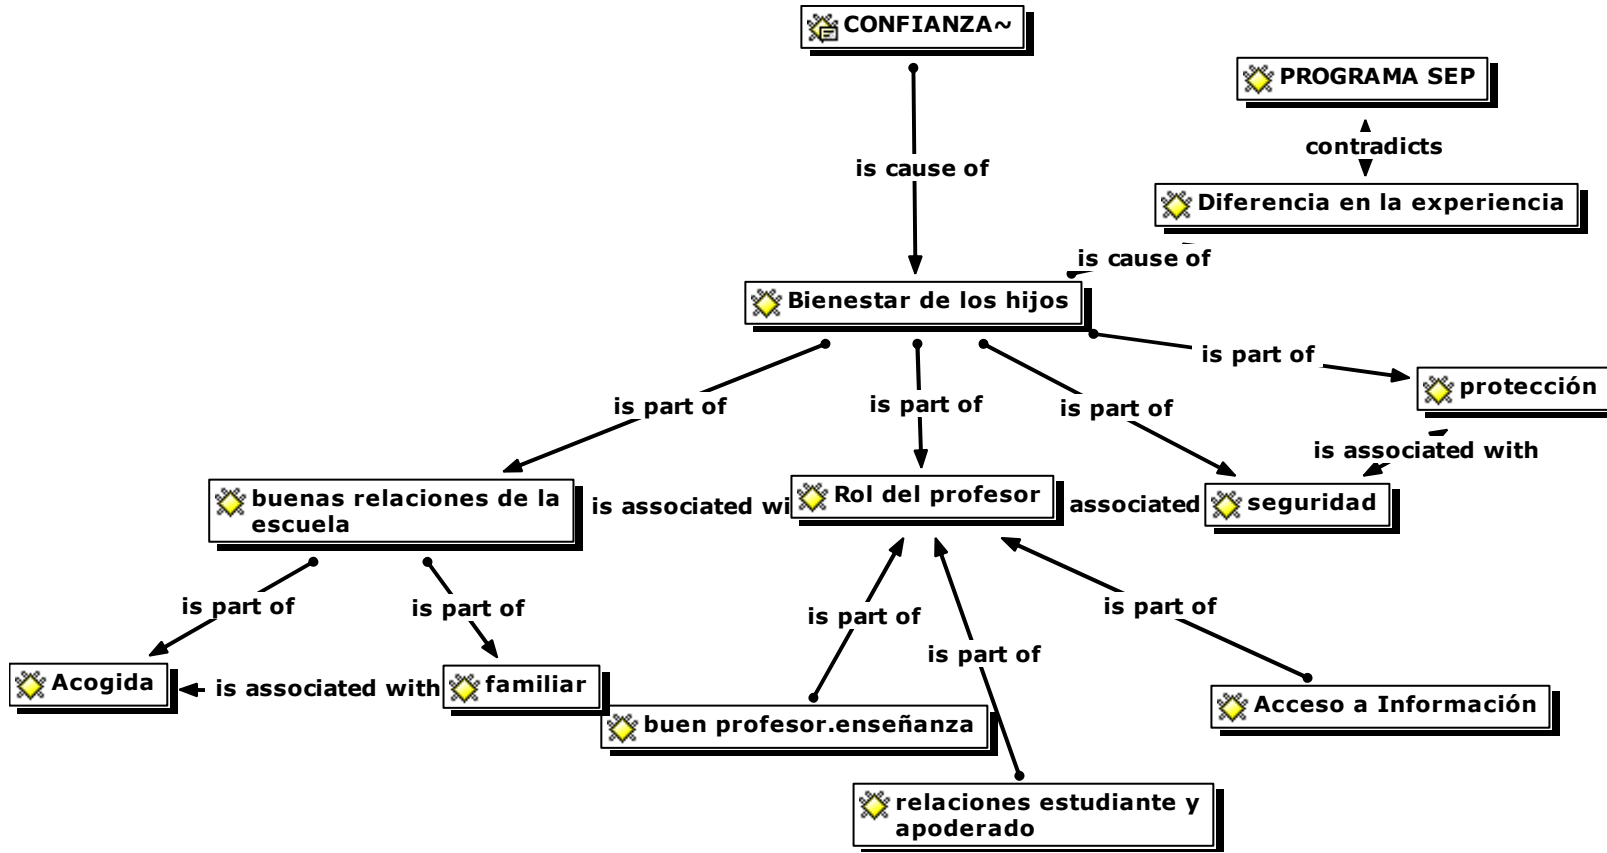 CONFIANZA~
PROGRAMA SEP
contradicts
is cause of
Diferencia en la experiencia
is cause of
Bienestar de los hijos
is part of
protección
is part of
is part of
is part of
is associated with
buenas relaciones de la
escuela
is associated wi
Rol del profesor
associated
seguridad
is part of
is part of
is part of
is part of
is part of
Acogida
is associated with
familiar
buen profesor.enseñanza
Acceso a Información
relaciones estudiante y
apoderado